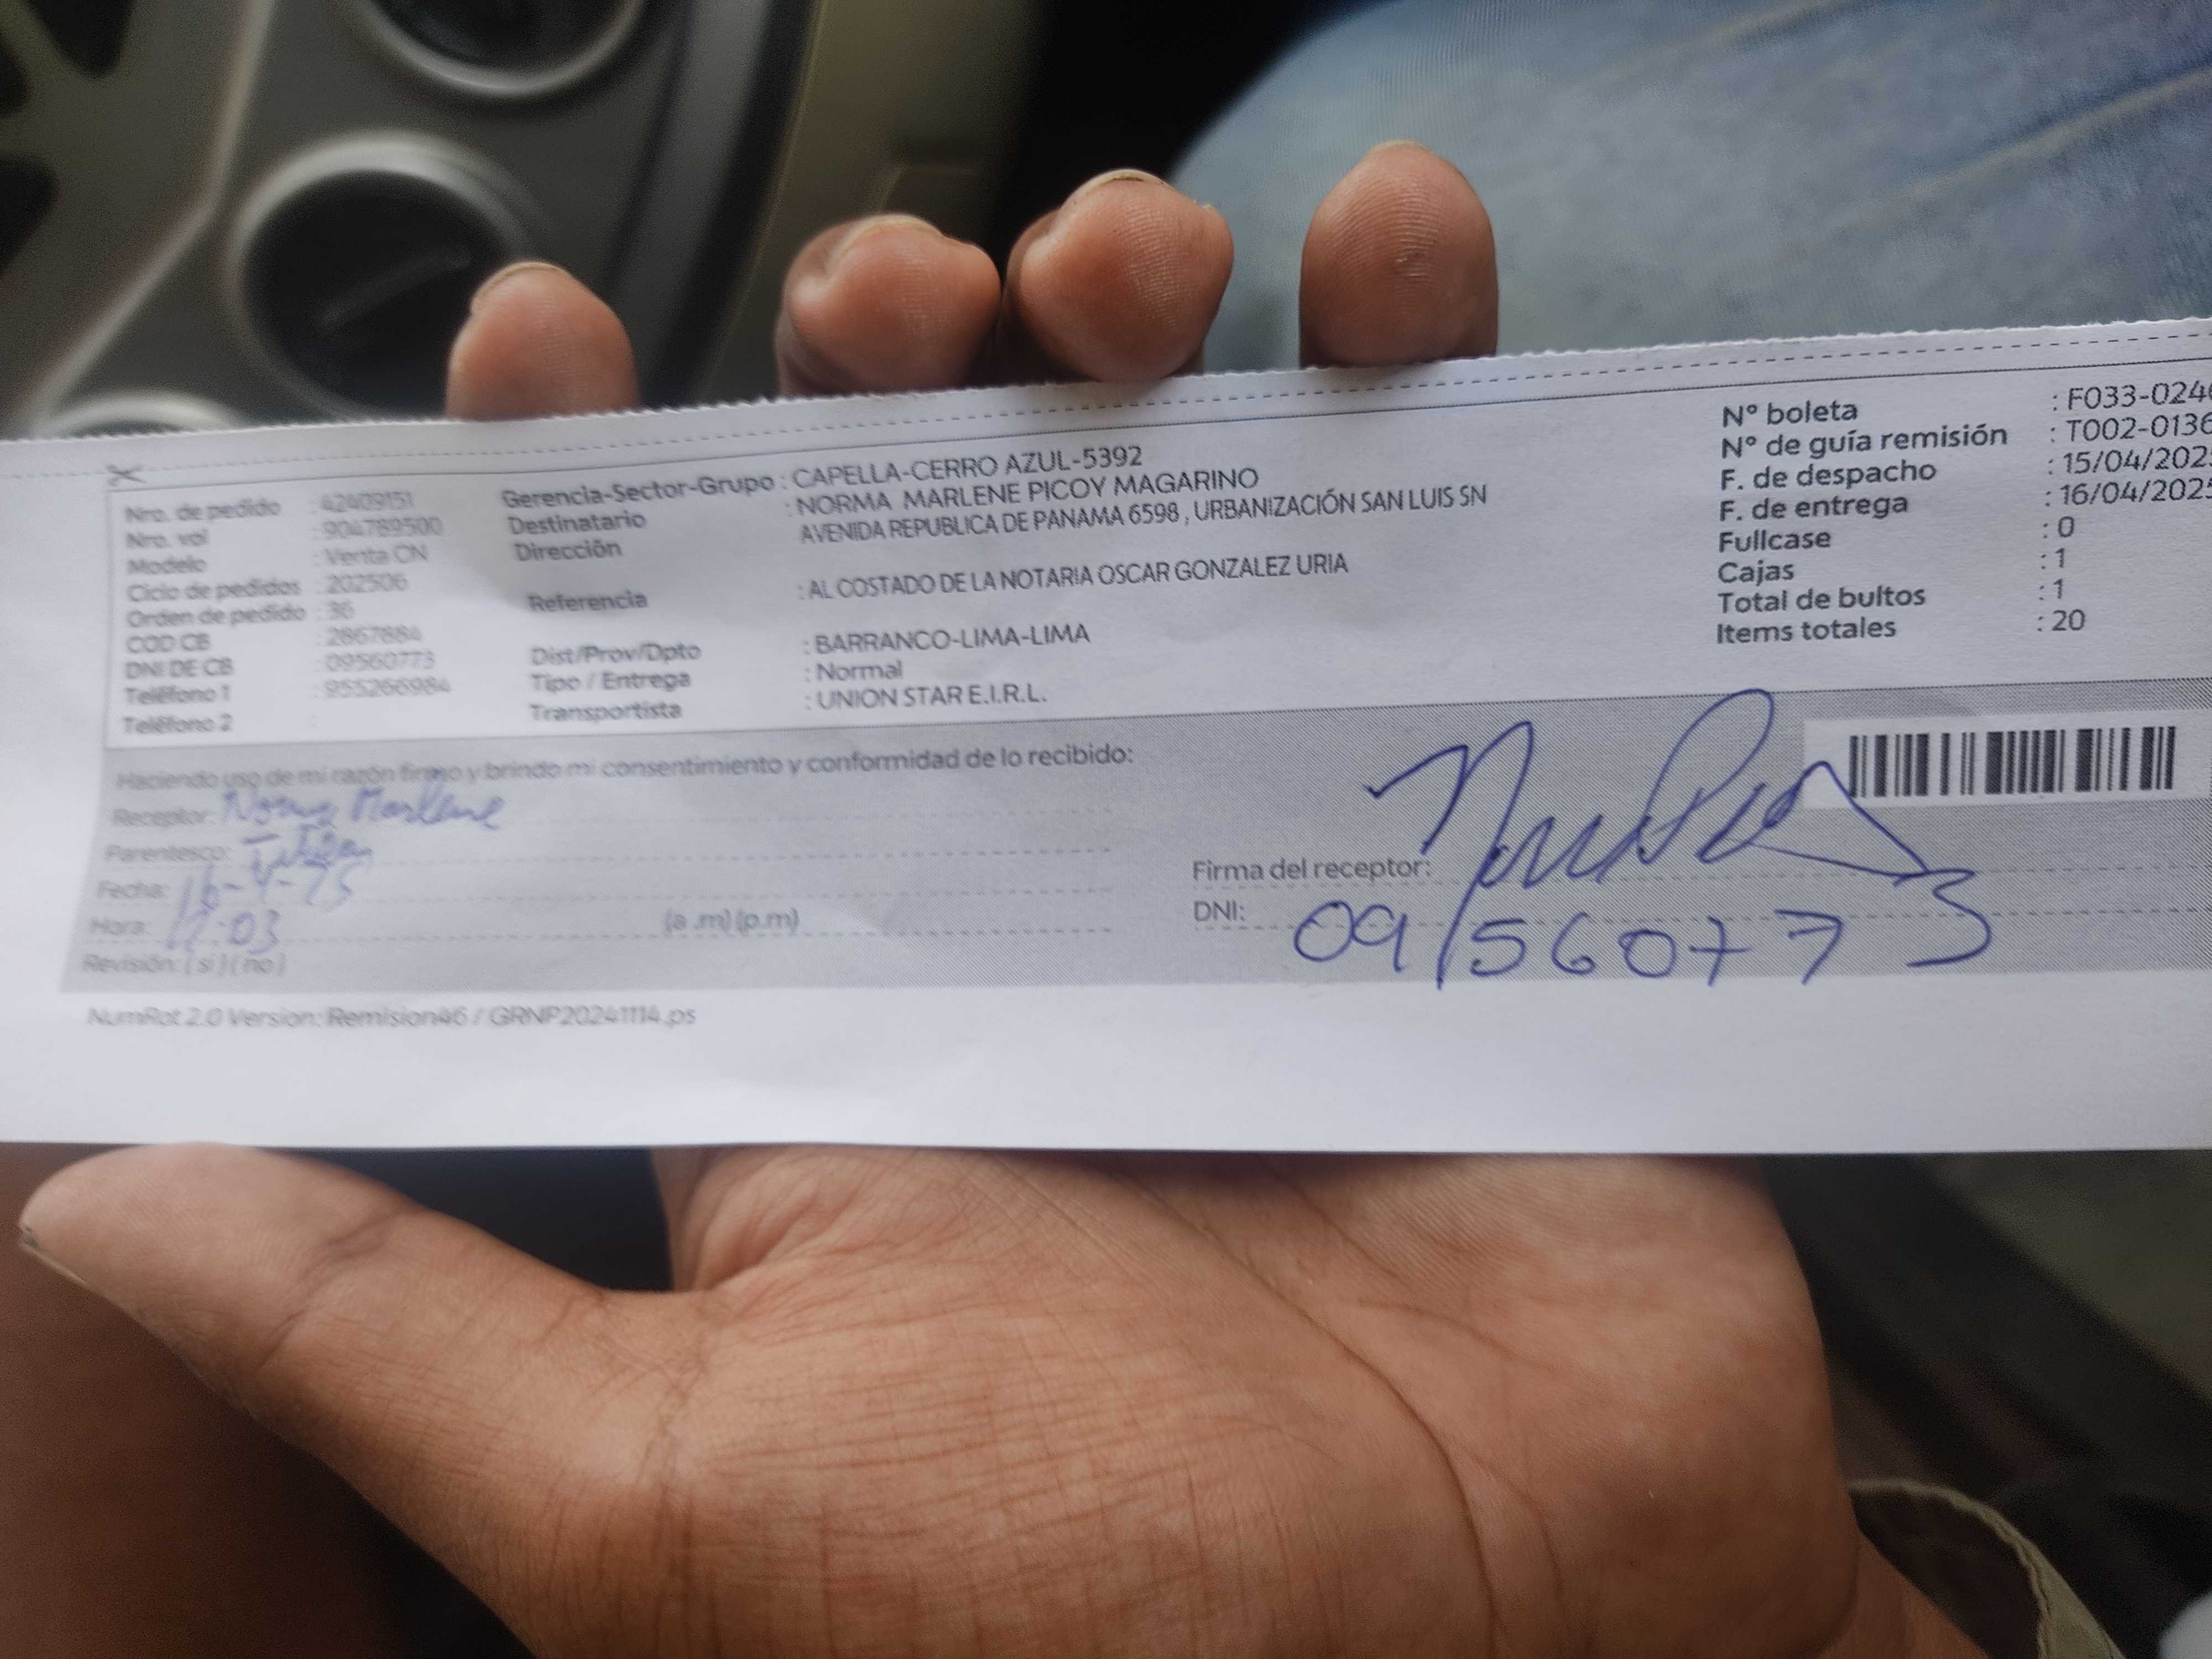 Nro. de pedido : 42409151
Nro. vol : 904789500
Modelo : Venta CN
Ciclo de pedidos : 202506
Orden de pedido : 36
COD CB : 2867884
DNI DE CB : 09560773
Teléfono 1 : 955266984
Teléfono 2 :
Gerencia-Sector-Grupo : CAPELLA-CERRO AZUL-5392
Destinatario : NORMA MARLENE PICOY MAGARINO
Dirección AVENIDA REPUBLICA DE PANAMA 6598 , URBANIZACIÓN SAN LUIS SN
Referencia : AL COSTADO DE LA NOTARIA OSCAR GONZALEZ URIA
Dist/Prov/Dpto : BARRANCO-LIMA-LIMA
Tipo / Entrega : Normal
Transportista : UNION STAR E.I.R.L.
N° boleta : F033-024
N° de guía remisión : T002-0136
F. de despacho : 15/04/202
F. de entrega : 16/04/2025
Fullcase : 0
Cajas : 1
Total de bultos : 1
Items totales : 20
Haciendo uso de mi razón firmo y brindo mi consentimiento y conformidad de lo recibido:
Receptor: Norma Marlene
Parentesco:
Fecha: 16-4-25
Hora: :03 (a .m) (p.m)
Revisión: ( si ) ( no )
Firma del receptor:
DNI: 09560773
NumRot 2.0 Version: Remision46 / GRNP20241114.ps